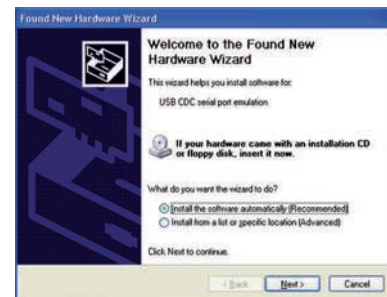 Found New Hardware Wizard
Welcome to the Found New
Hardware Wizard
This wizard helps you install software for:
USB CDC serial port emulation
If your hardware came with an installation CD
or floppy disk, insert it now.
What do you want the wizard to do?
Install the software automatically (Recommended)
Install from a list or specific location (Advanced)
Click Next to continue.
< Back Next > Cancel